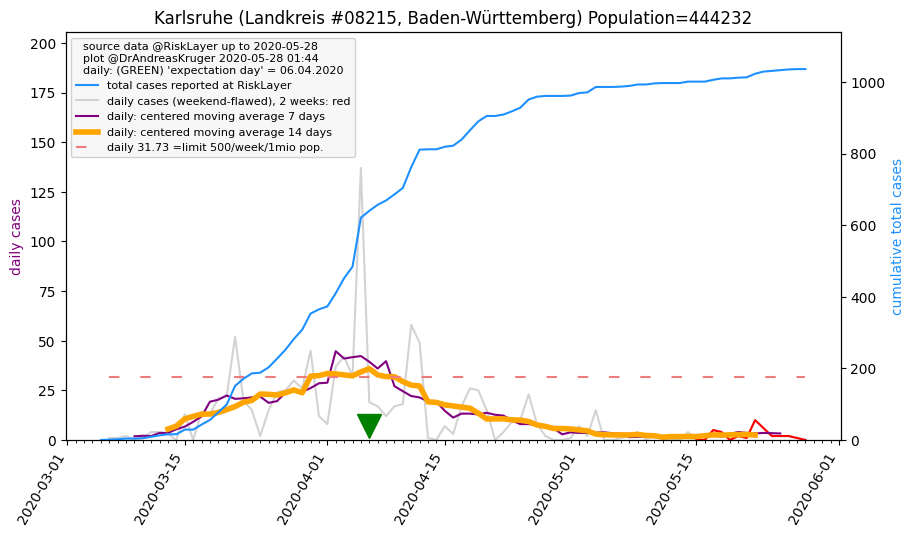 Karlsruhe (Landkreis #08215, Baden-Württemberg) Population=444232
source data @RiskLayer up to 2020-05-28
plot @DrAndreasKruger 2020-05-28 01:44
daily: (GREEN) 'expectation day' = 06.04.2020
total cases reported at RiskLayer
daily cases (weekend-flawed), 2 weeks: red
daily: centered moving average 7 days
daily: centered moving average 14 days
daily 31.73 =limit 500/week/1mio pop.
daily cases
200
175
150
125
100
75
50
25
0
cumulative total cases
1000
800
600
400
200
0
2020-03-01
2020-03-15
2020-04-01
2020-04-15
2020-05-01
2020-05-15
2020-06-01